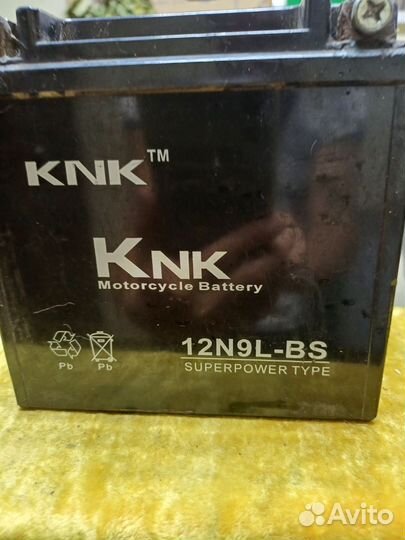 KNK™
KNK
Motorcycle Battery
12N9L-BS
SUPERPOWER TYPE
Pb Pb
Avito